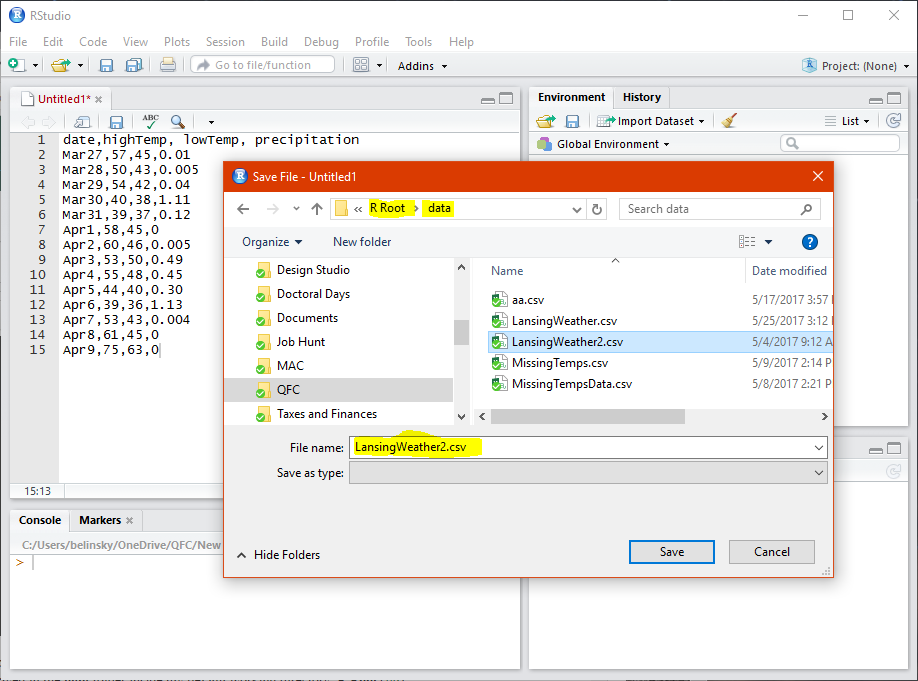 RStudio
File Edit Code View Plots Session Build Debug Profile Tools Help
Go to file/function Addins Project: (None)
Untitled1*
ABC
1 date,highTemp, lowTemp, precipitation
2 Mar27,57,45,0.01
3 Mar28,50,43,0.005
4 Mar29,54,42,0.04
5 Mar30,40,38,1.11
6 Mar31,39,37,0.12
7 Apr1,58,45,0
8 Apr2,60,46,0.005
9 Apr3,53,50,0.49
10 Apr4,55,48,0.45
11 Apr5,44,40,0.30
12 Apr6,39,36,1.13
13 Apr7,53,43,0.004
14 Apr8,61,45,0
15 Apr9,75,63,0
15:13
Console Markers
C:/Users/belinsky/OneDrive/QFC/New
>
Environment History
Import Dataset List
Global Environment
Save File - Untitled1
« R Root › data Search data
Organize New folder
Design Studio
Doctoral Days
Documents
Job Hunt
MAC
QFC
Taxes and Finances
Name Date modified
aa.csv 5/17/2017 3:57
LansingWeather.csv 5/25/2017 3:12
LansingWeather2.csv 5/4/2017 9:12 A
MissingTemps.csv 5/9/2017 2:14 P
MissingTempsData.csv 5/8/2017 2:21 P
File name: LansingWeather2.csv
Save as type:
Hide Folders Save Cancel